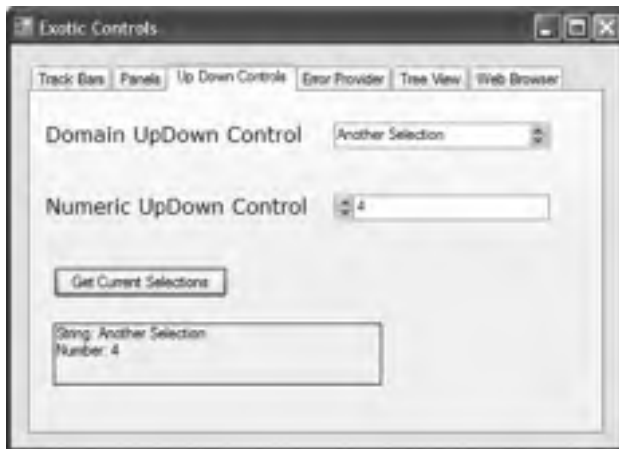 Exotic Controls
Track Bars Panels Up Down Controls Error Provider Tree View Web Browser
Domain UpDown Control Another Selection
Numeric UpDown Control 4
Get Current Selections
String: Another Selection
Number: 4